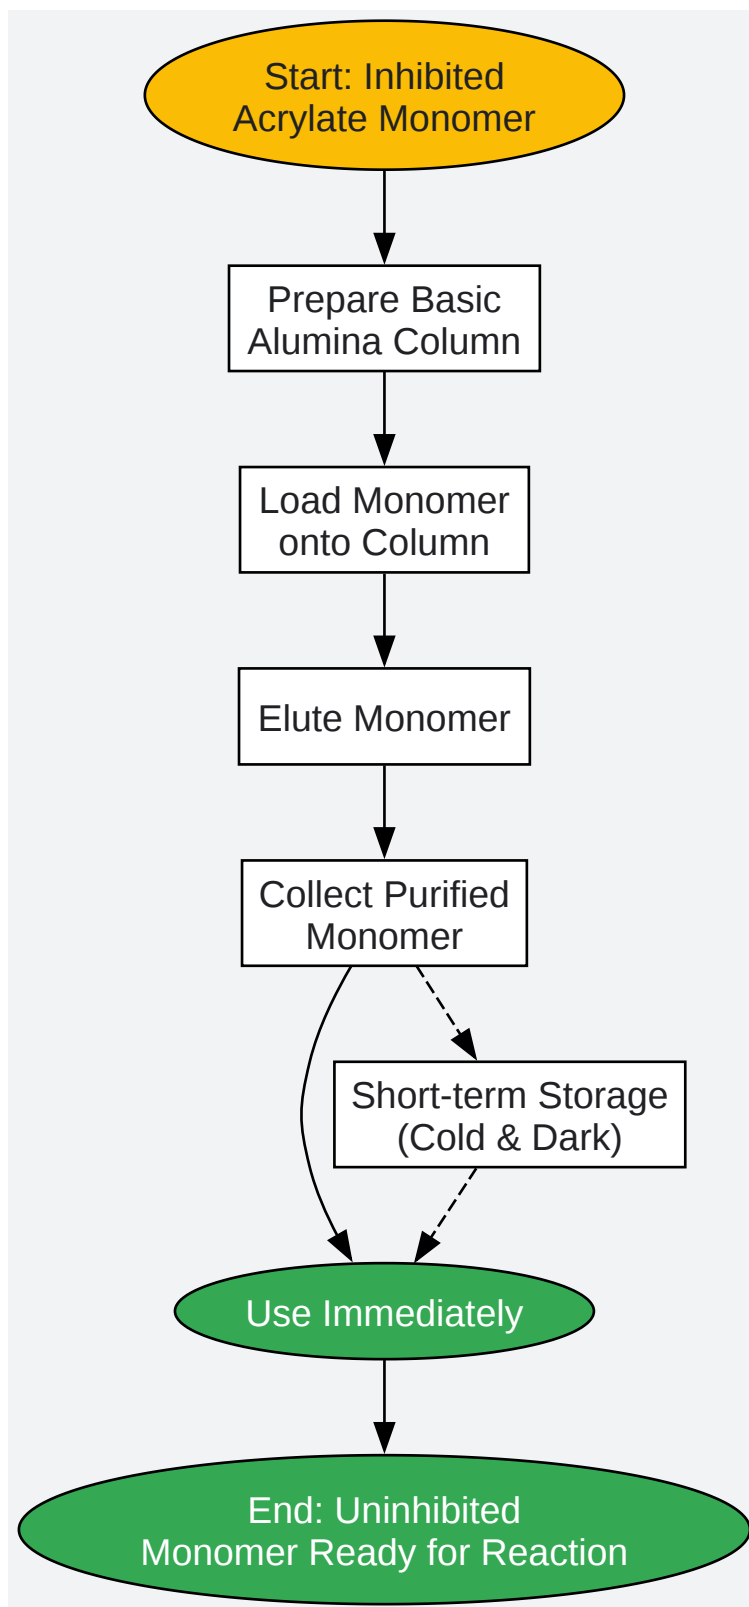 Start: Inhibited
Acrylate Monomer
Prepare Basic
Alumina Column
Load Monomer
onto Column
Elute Monomer
Collect Purified
Monomer
Short-term Storage
(Cold & Dark)
Use Immediately
End: Uninhibited
Monomer Ready for Reaction